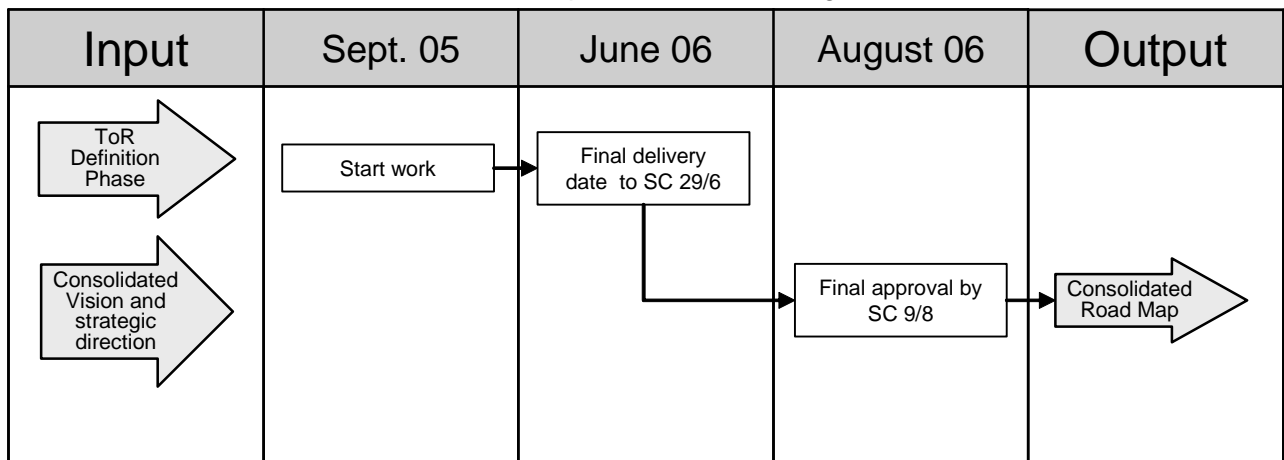 Input
Sept. 05
June 06
August 06
Output
ToR
Definition
Phase
Start work
Final delivery
date to SC 29/6
Consolidated
Vision and
strategic
direction
Final approval by
SC 9/8
Consolidated
Road Map